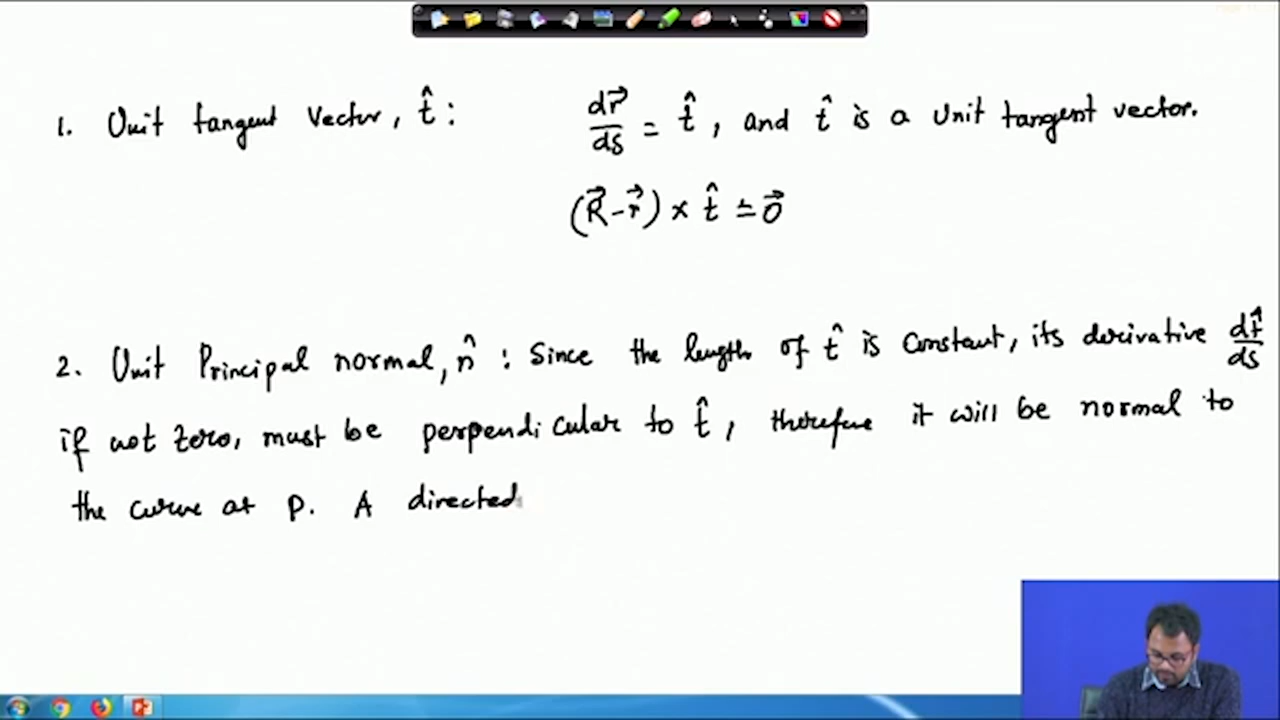 1. Unit tangent vector, t̂ : dr⃗/ds = t̂, and t̂ is a unit tangent vector.
(R⃗-r⃗) × t̂ = 0⃗
2. Unit Principal normal, n̂ : Since the length of t̂ is constant, its derivative dt̂/ds
if not zero, must be perpendicular to t̂, therefore it will be normal to
the curve at P. A directed